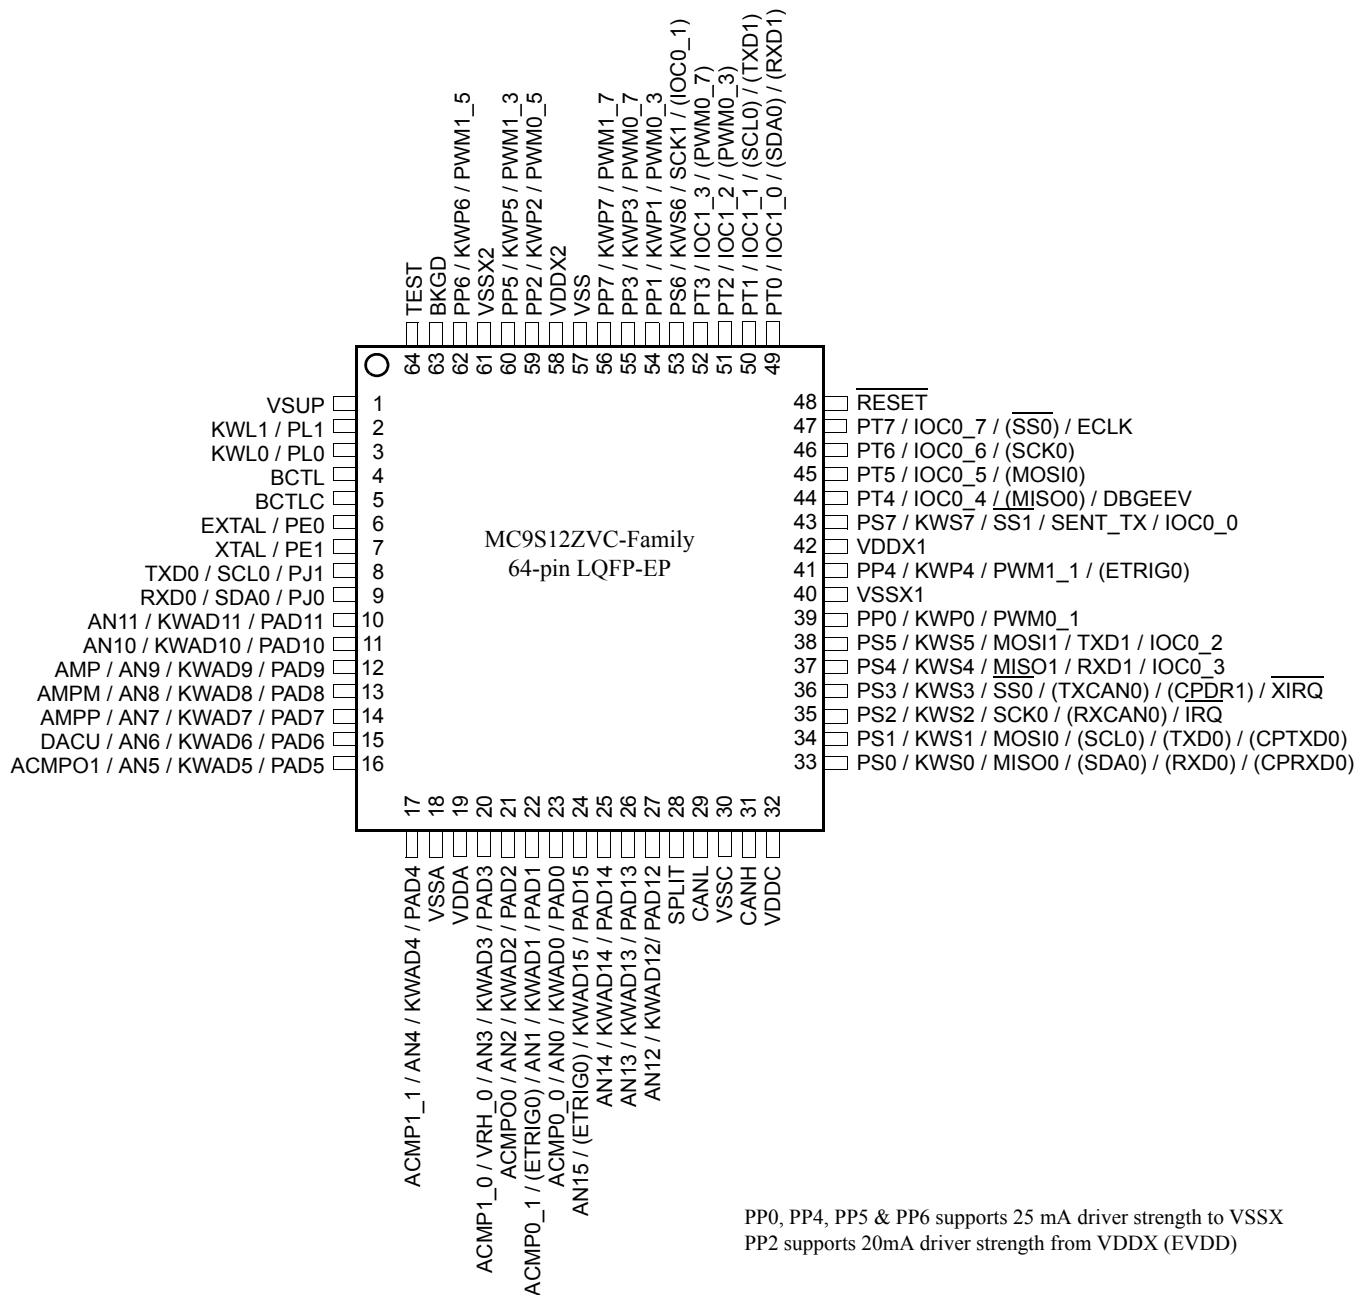 TEST
BKGD
PP6 / KWP6 / PWM1_5
VSSX2
PP5 / KWP5 / PWM1_3
PP2 / KWP2 / PWM0_5
VDDX2
VSS
PP7 / KWP7 / PWM1_7
PP3 / KWP3 / PWM0_7
PP1 / KWP1 / PWM0_3
PS6 / KWS6 / SCK1 / (IOC0_1)
PT3 / IOC1_3 / (PWM0_7)
PT2 / IOC1_2 / (PWM0_3)
PT1 / IOC1_1 / (SCL0) / (TXD1)
PT0 / IOC1_0 / (SDA0) / (RXD1)
64
63
62
61
60
59
58
57
56
55
54
53
52
51
50
49
VSUP 1
KWL1 / PL1 2
KWL0 / PL0 3
BCTL 4
BCTLC 5
EXTAL / PE0 6
XTAL / PE1 7
TXD0 / SCL0 / PJ1 8
RXD0 / SDA0 / PJ0 9
AN11 / KWAD11 / PAD11 10
AN10 / KWAD10 / PAD10 11
AMP / AN9 / KWAD9 / PAD9 12
AMPM / AN8 / KWAD8 / PAD8 13
AMPP / AN7 / KWAD7 / PAD7 14
DACU / AN6 / KWAD6 / PAD6 15
ACMPO1 / AN5 / KWAD5 / PAD5 16
MC9S12ZVC-Family
64-pin LQFP-EP
48 RESET
47 PT7 / IOC0_7 / (SS0) / ECLK
46 PT6 / IOC0_6 / (SCK0)
45 PT5 / IOC0_5 / (MOSI0)
44 PT4 / IOC0_4 / (MISO0) / DBGEEV
43 PS7 / KWS7 / SS1 / SENT_TX / IOC0_0
42 VDDX1
41 PP4 / KWP4 / PWM1_1 / (ETRIG0)
40 VSSX1
39 PP0 / KWP0 / PWM0_1
38 PS5 / KWS5 / MOSI1 / TXD1 / IOC0_2
37 PS4 / KWS4 / MISO1 / RXD1 / IOC0_3
36 PS3 / KWS3 / SS0 / (TXCAN0) / (CPDR1) / XIRQ
35 PS2 / KWS2 / SCK0 / (RXCAN0) / IRQ
34 PS1 / KWS1 / MOSI0 / (SCL0) / (TXD0) / (CPTXD0)
33 PS0 / KWS0 / MISO0 / (SDA0) / (RXD0) / (CPRXD0)
17
18
19
20
21
22
23
24
25
26
27
28
29
30
31
32
ACMP1_1 / AN4 / KWAD4 / PAD4
VSSA
VDDA
ACMP1_0 / VRH_0 / AN3 / KWAD3 / PAD3
ACMPO0 / AN2 / KWAD2 / PAD2
ACMP0_1 / (ETRIG0) / AN1 / KWAD1 / PAD1
ACMP0_0 / AN0 / KWAD0 / PAD0
AN15 / (ETRIG0) / KWAD15 / PAD15
AN14 / KWAD14 / PAD14
AN13 / KWAD13 / PAD13
AN12 / KWAD12/ PAD12
SPLIT
CANL
VSSC
CANH
VDDC
PP0, PP4, PP5 & PP6 supports 25 mA driver strength to VSSX
PP2 supports 20mA driver strength from VDDX (EVDD)